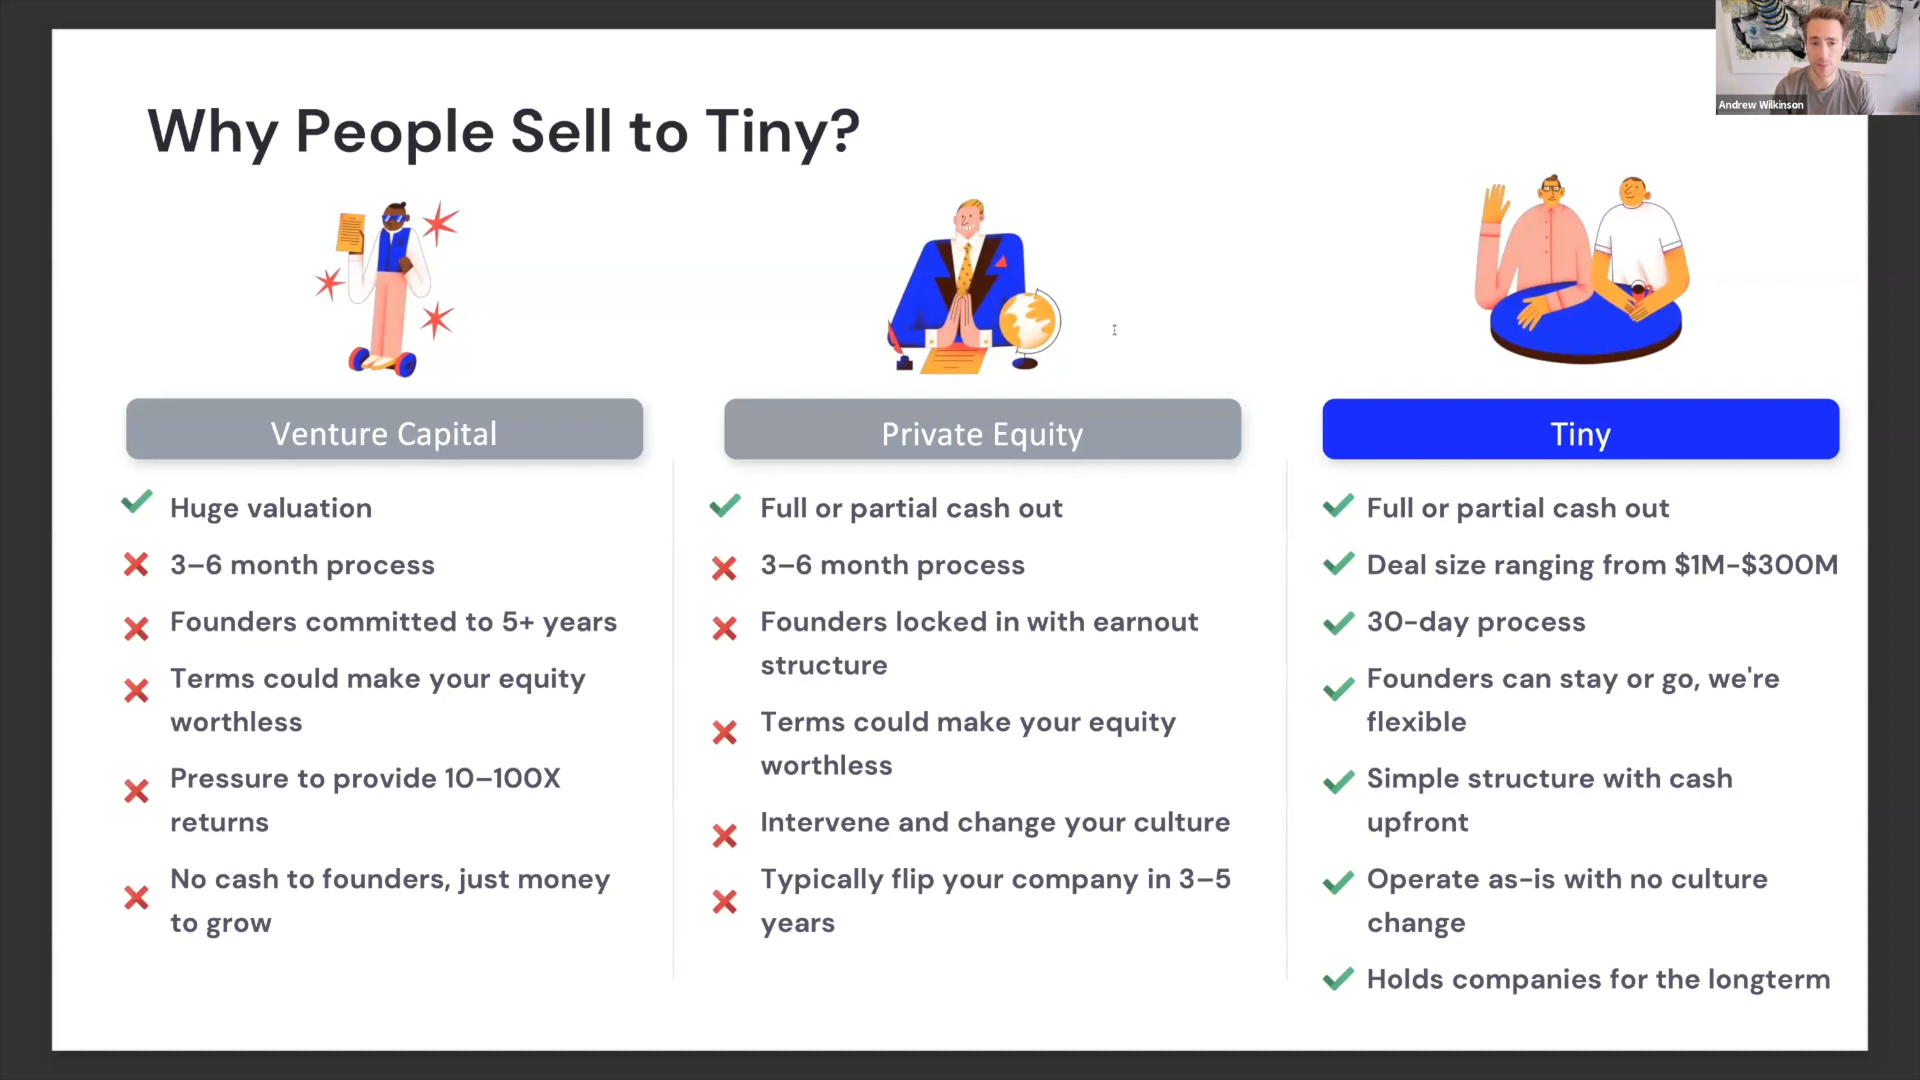 Andrew Wilkinson
Why People Sell to Tiny?
Venture Capital
Huge valuation
3–6 month process
Founders committed to 5+ years
Terms could make your equity
worthless
Pressure to provide 10–100X
returns
No cash to founders, just money
to grow
Private Equity
Full or partial cash out
3–6 month process
Founders locked in with earnout
structure
Terms could make your equity
worthless
Intervene and change your culture
Typically flip your company in 3–5
years
Tiny
Full or partial cash out
Deal size ranging from $1M-$300M
30-day process
Founders can stay or go, we're
flexible
Simple structure with cash
upfront
Operate as-is with no culture
change
Holds companies for the longterm